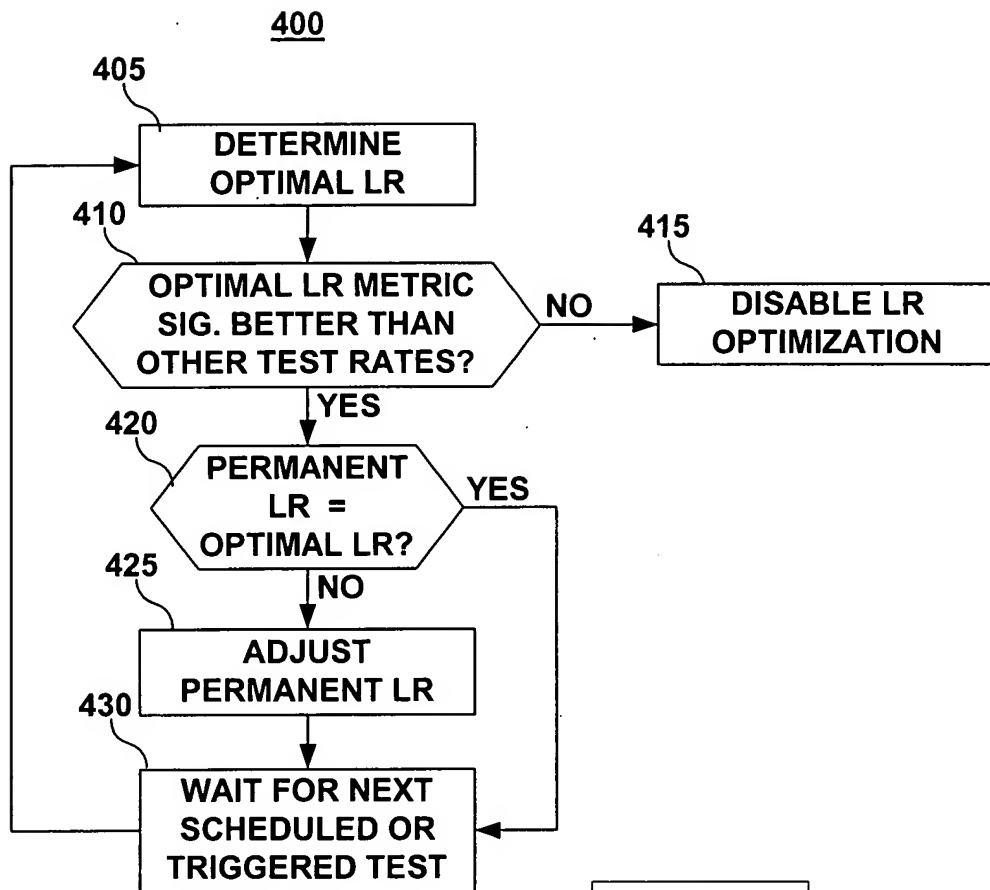 400
405
DETERMINE
OPTIMAL LR
410
OPTIMAL LR METRIC
SIG. BETTER THAN
OTHER TEST RATES?
NO
415
DISABLE LR
OPTIMIZATION
YES
420
PERMANENT
LR =
OPTIMAL LR?
YES
NO
425
ADJUST
PERMANENT LR
430
WAIT FOR NEXT
SCHEDULED OR
TRIGGERED TEST